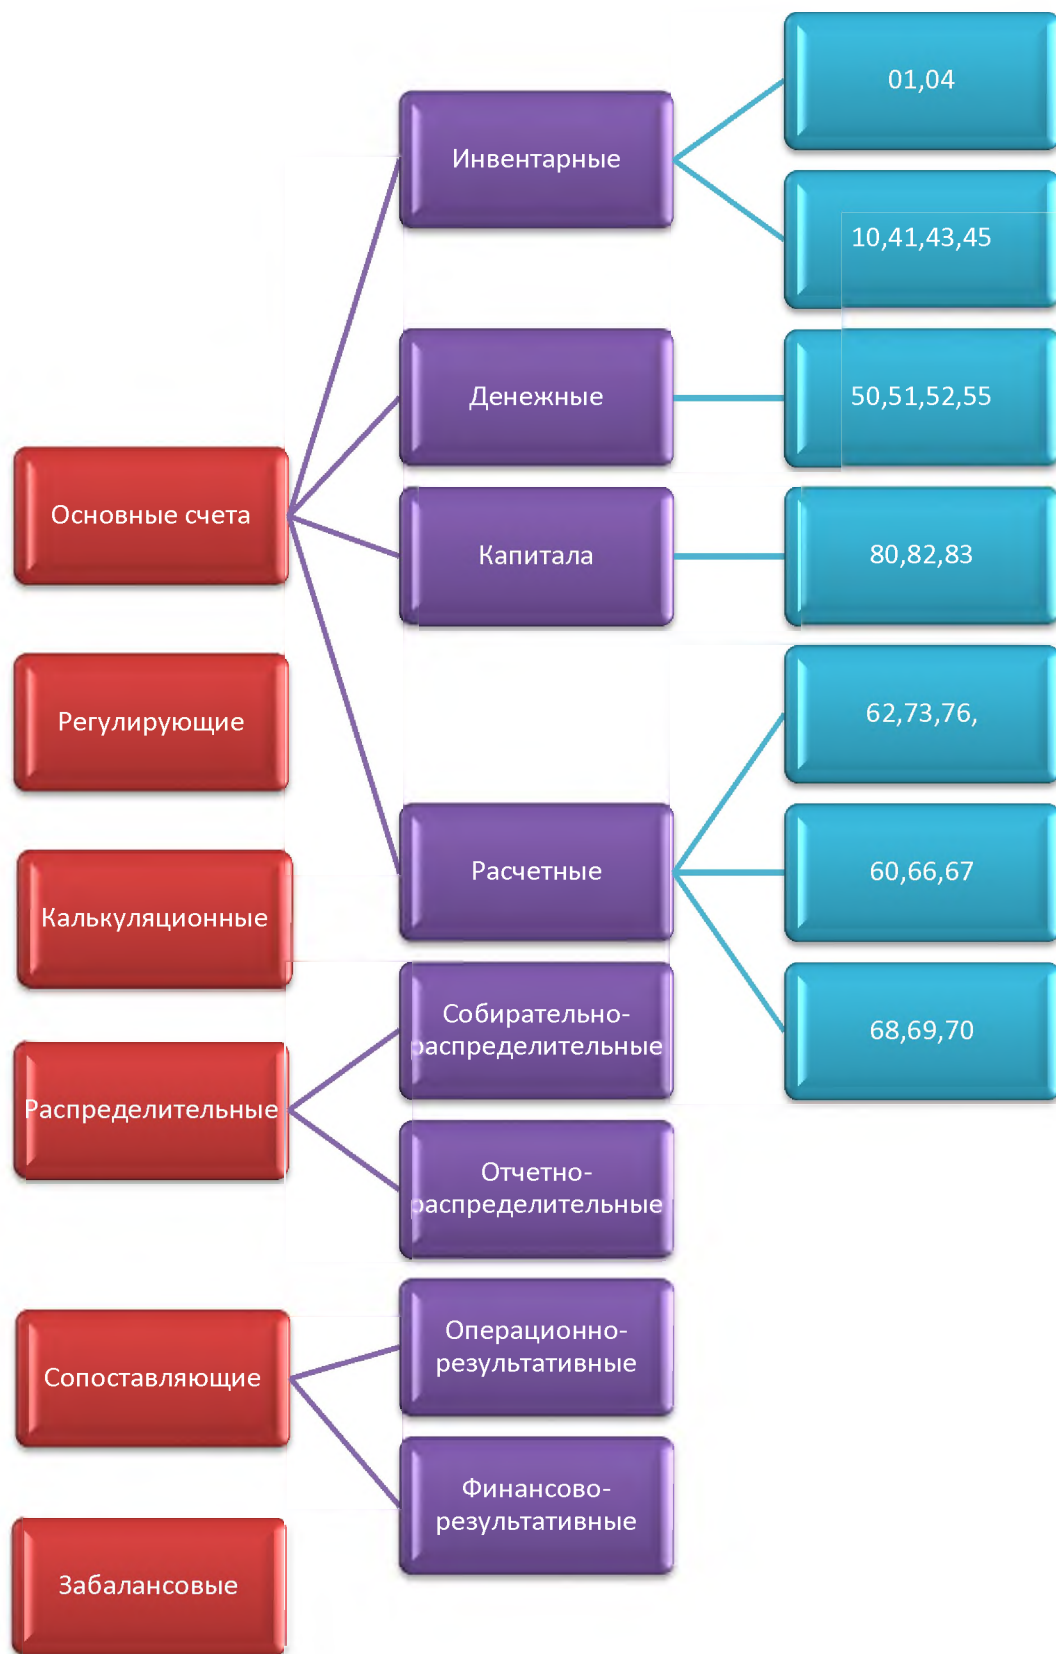 01,04
Инвентарные
10,41,43,45
Денежные
50,51,52,55
Основные счета
Капитала
80,82,83
Регулирующие
62,73,76,
Калькуляционные
Расчетные
60,66,67
Собирательно-
распределительные
68,69,70
Распределительные
Отчетно-
распределительные
Операционно-
результативные
Сопоставляющие
Финансово-
результативные
Забалансовые